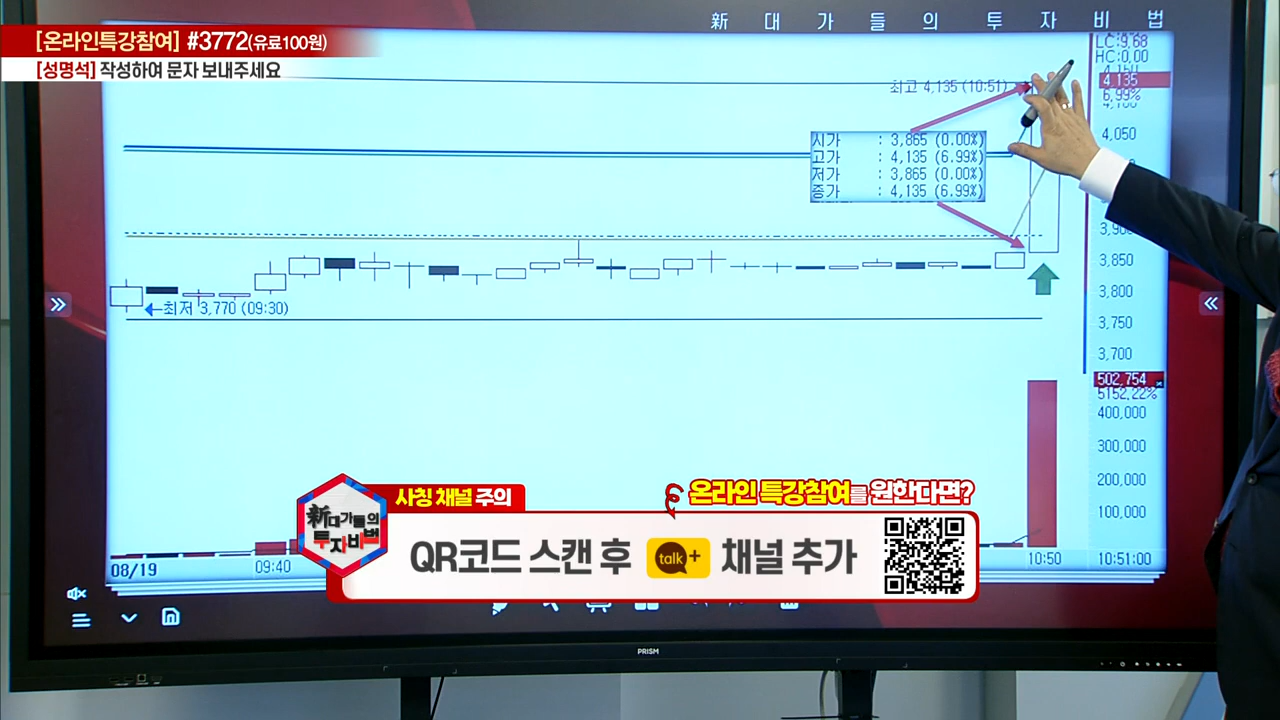 新 대 가 들 의 투 자 비 법
[온라인특강참여] #3772(유료100원)
[성명석] 작성하여 문자 보내주세요
LC:9.68
HC:0.00
4,135
6.99%
최고 4,135 (10:51)
4,050
시가 : 3,865 (0.00%)
고가 : 4,135 (6.99%)
저가 : 3,865 (0.00%)
종가 : 4,135 (6.99%)
3,850
3,800
3,750
3,700
최저 3,770 (09:30)
502,754
5152.22%
400,000
300,000
200,000
100,000
사칭 채널 주의
온라인 특강참여를 원한다면?
新대가들의
투자비법
QR코드 스캔 후 talk+ 채널 추가
08/19
09:40
10:50
10:51:00
PRISM